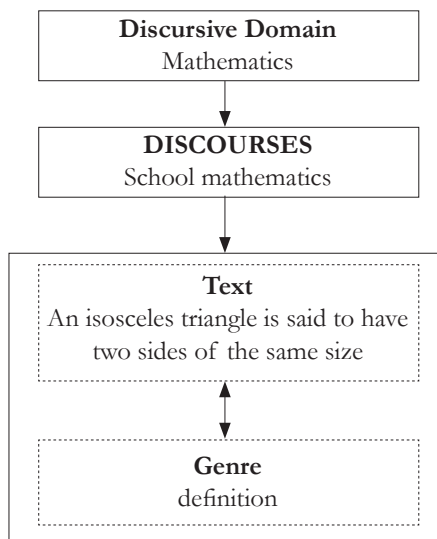 Discursive Domain
Mathematics
DISCOURSES
School mathematics
Text
An isosceles triangle is said to have
two sides of the same size
Genre
definition